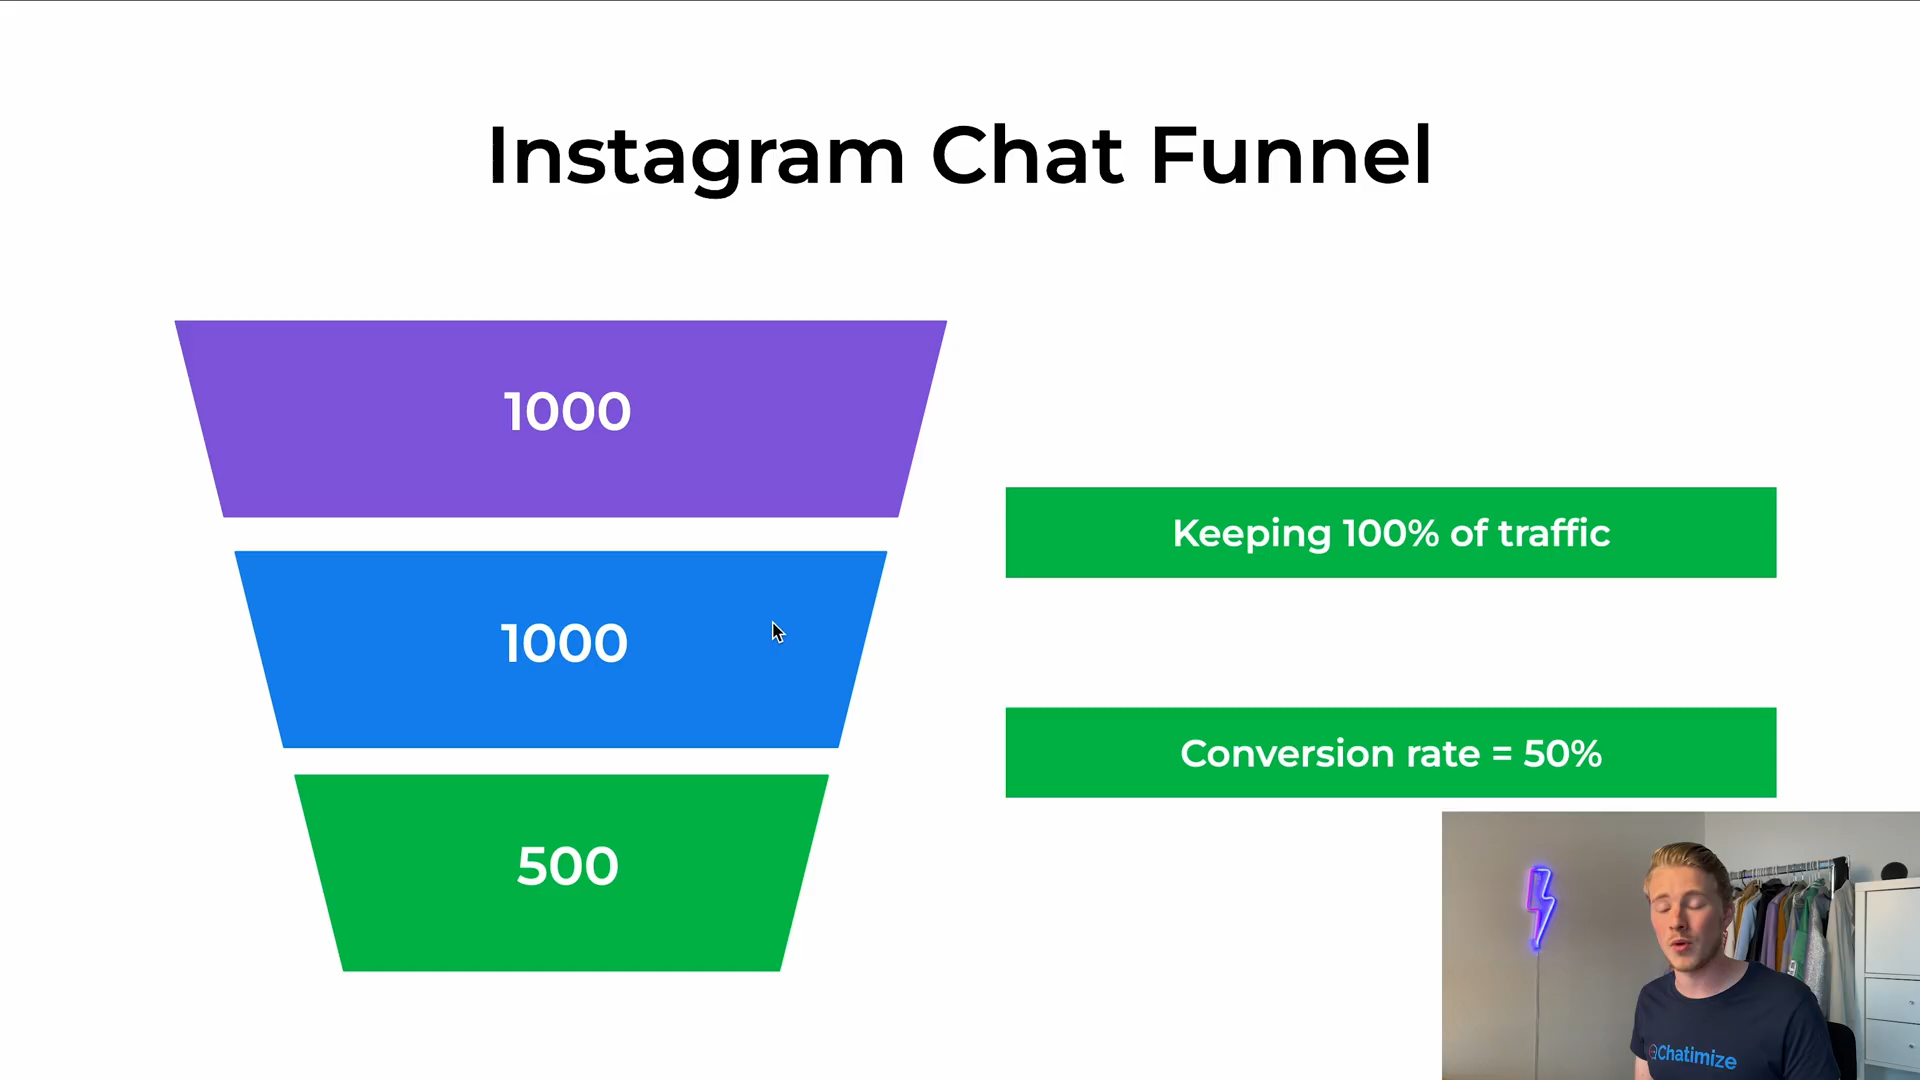 Instagram Chat Funnel
1000
Keeping 100% of traffic
1000
Conversion rate = 50%
500
Chatimize